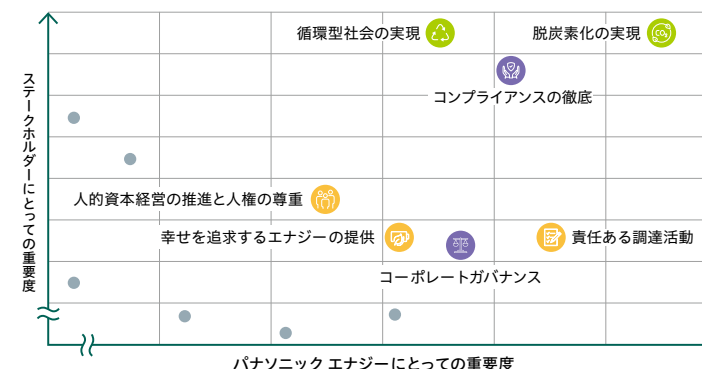 循環型社会の実現
脱炭素化の実現
CO₂
コンプライアンスの徹底
ステークホルダーにとっての重要度
人的資本経営の推進と人権の尊重
幸せを追求するエナジーの提供
責任ある調達活動
コーポレートガバナンス
パナソニック エナジーにとっての重要度